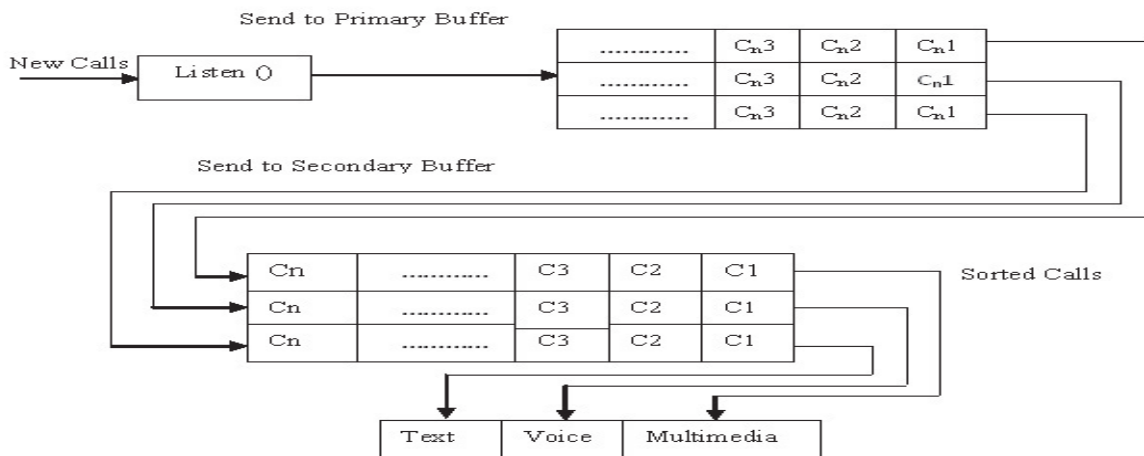 Send to Primary Buffer
New Calls
Listen ()
............ Cn3 Cn2 Cn1
............ Cn3 Cn2 Cn1
............ Cn3 Cn2 Cn1
Send to Secondary Buffer
Cn ............ C3 C2 C1
Cn ............ C3 C2 C1
Cn ............ C3 C2 C1
Sorted Calls
Text Voice Multimedia